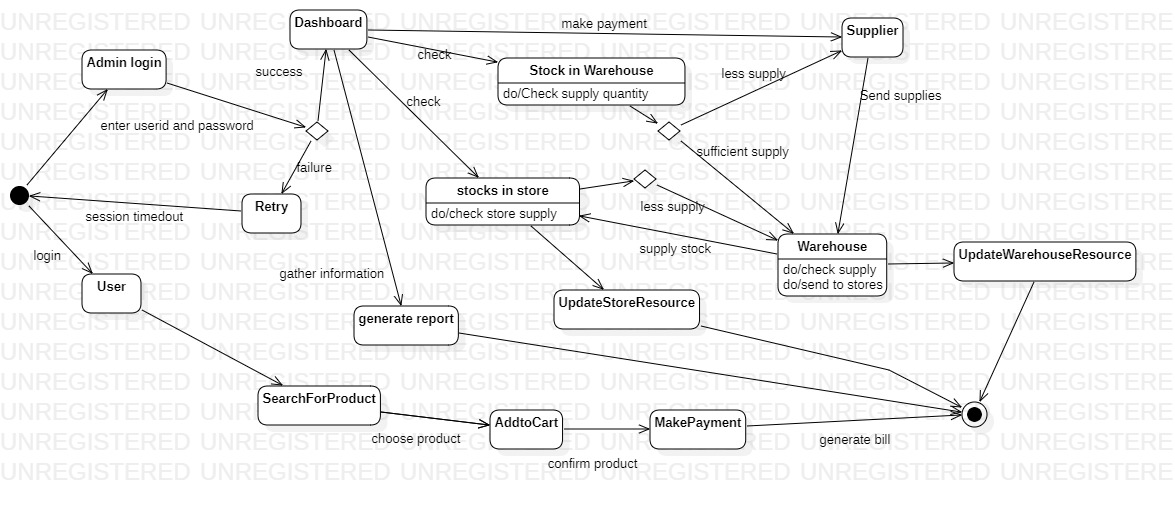 UNREGISTERED UNREGISTERED UNREGISTERED UNREGISTERED UNREGISTERED UNREGISTERED
Dashboard
make payment
Supplier
Admin login
check
success
Stock in Warehouse
do/Check supply quantity
less supply
Send supplies
check
enter userid and password
failure
sufficient supply
stocks in store
do/check store supply
less supply
Retry
session timedout
supply stock
Warehouse
do/check supply
do/send to stores
UpdateWarehouseResource
login
User
gather information
generate report
UpdateStoreResource
SearchForProduct
choose product
AddtoCart
confirm product
MakePayment
generate bill